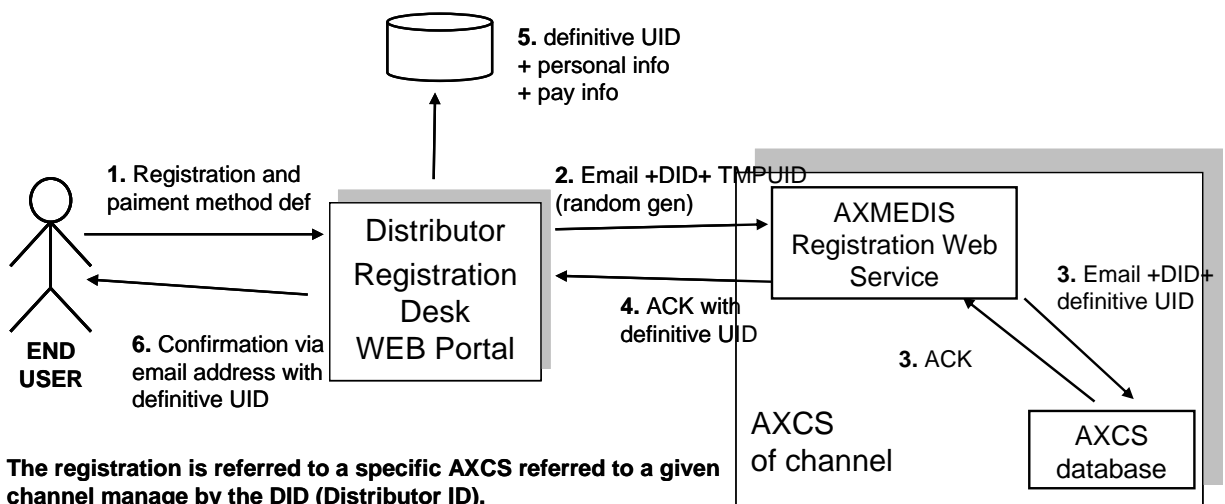 5. definitive UID
+ personal info
+ pay info
1. Registration and
paiment method def
2. Email +DID+ TMPUID
(random gen)
Distributor
Registration
Desk
WEB Portal
AXMEDIS
Registration Web
Service
3. Email +DID+
definitive UID
4. ACK with
definitive UID
3. ACK
END
USER
6. Confirmation via
email address with
definitive UID
AXCS
of channel
AXCS
database
The registration is referred to a specific AXCS referred to a given
channel manage by the DID (Distributor ID).